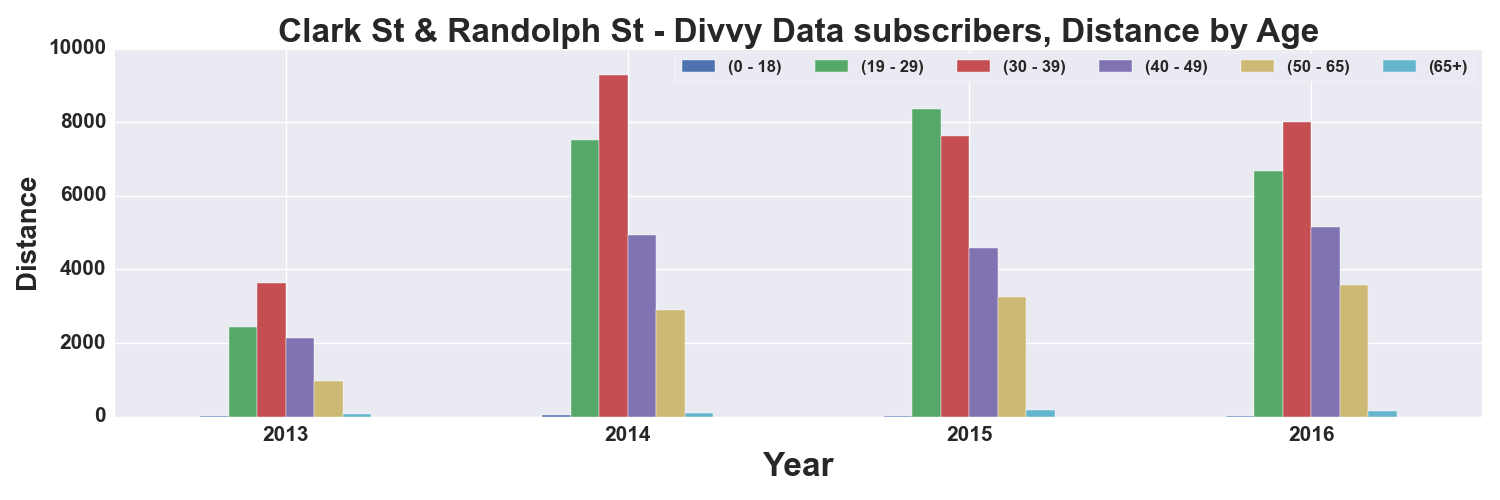 Clark St & Randolph St - Divvy Data subscribers, Distance by Age
10000
(0 - 18) (19 - 29) (30 - 39) (40 - 49) (50 - 65) (65+)
8000
6000
Distance
4000
2000
0
2013 2014 2015 2016
Year